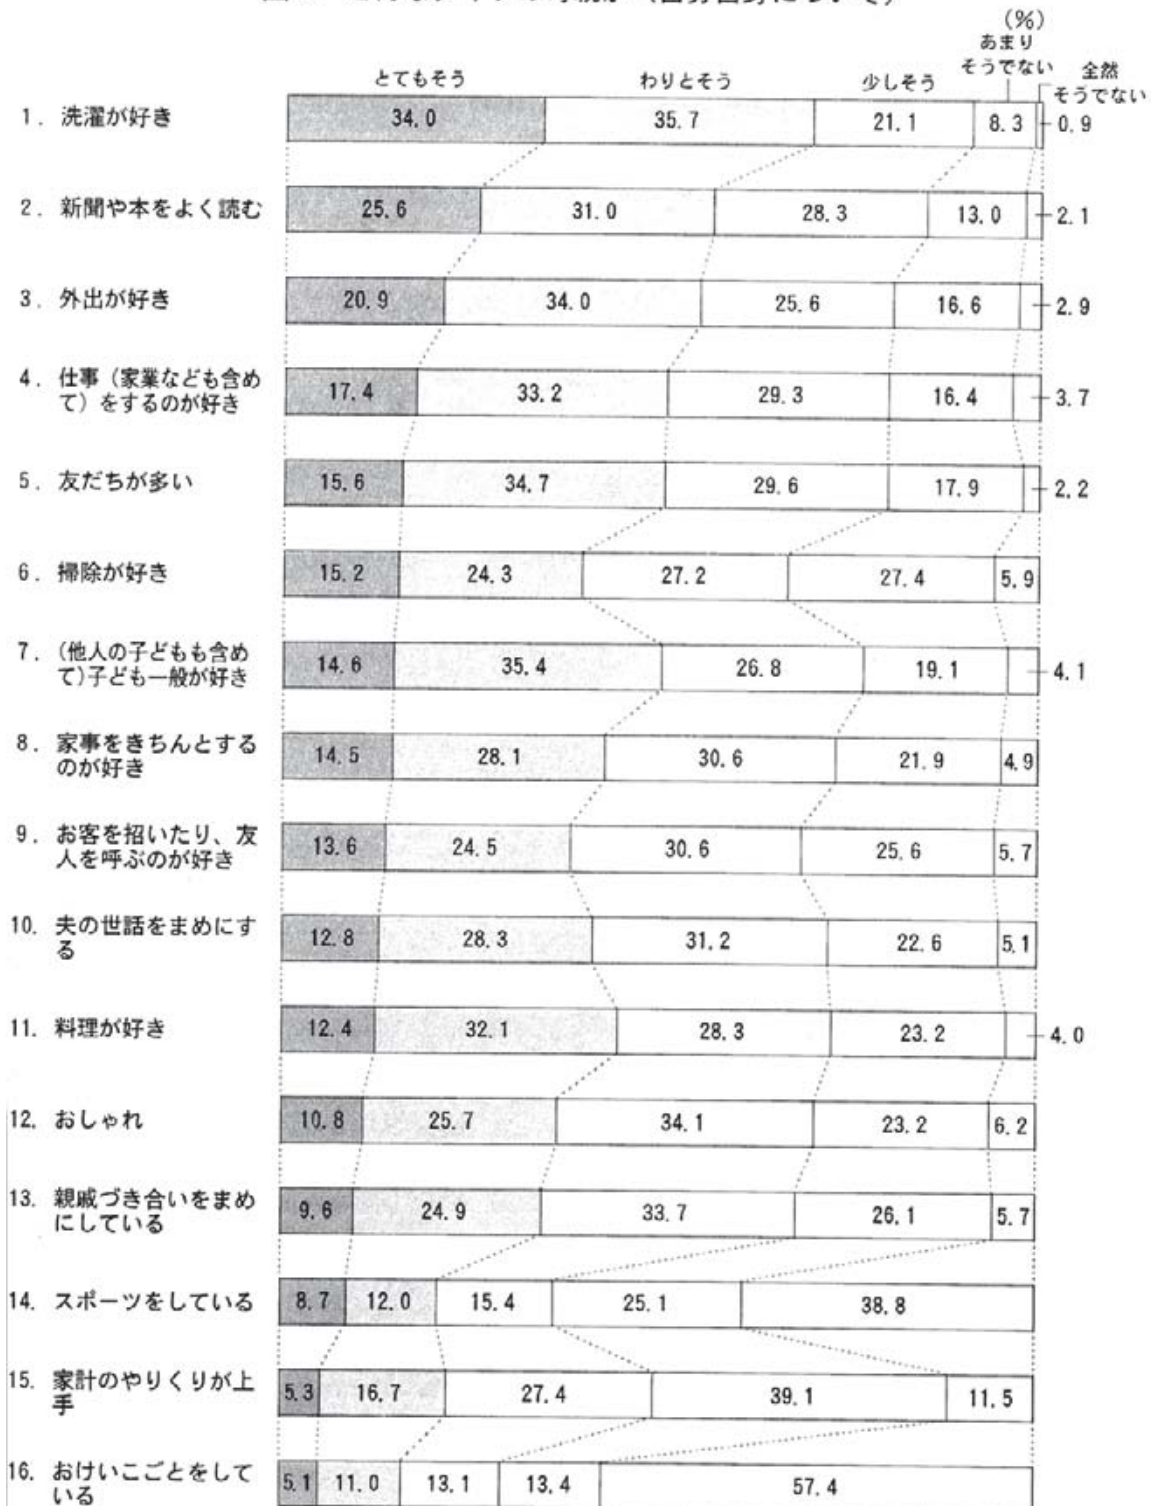 (%)
あまり
そうでない
全然
そうでない
とてもそう
わりとそう
少しそう
1. 洗濯が好き
34.0 35.7 21.1 8.3 0.9
2. 新聞や本をよく読む
25.6 31.0 28.3 13.0 2.1
3. 外出が好き
20.9 34.0 25.6 16.6 2.9
4. 仕事（家業なども含め
て）をするのが好き
17.4 33.2 29.3 16.4 3.7
5. 友だちが多い
15.6 34.7 29.6 17.9 2.2
6. 掃除が好き
15.2 24.3 27.2 27.4 5.9
7. (他人の子どもも含め
て)子ども一般が好き
14.6 35.4 26.8 19.1 4.1
8. 家事をきちんとする
のが好き
14.5 28.1 30.6 21.9 4.9
9. お客を招いたり、友
人を呼ぶのが好き
13.6 24.5 30.6 25.6 5.7
10. 夫の世話をまめにす
る
12.8 28.3 31.2 22.6 5.1
11. 料理が好き
12.4 32.1 28.3 23.2 4.0
12. おしゃれ
10.8 25.7 34.1 23.2 6.2
13. 親戚づき合いをまめ
にしている
9.6 24.9 33.7 26.1 5.7
14. スポーツをしている
8.7 12.0 15.4 25.1 38.8
15. 家計のやりくりが上
手
5.3 16.7 27.4 39.1 11.5
16. おけいこごとをして
いる
5.1 11.0 13.1 13.4 57.4